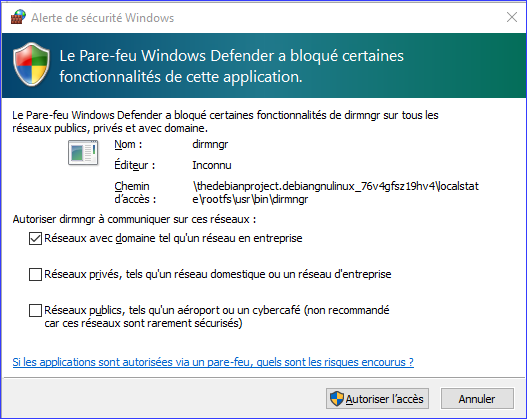 Alerte de sécurité Windows
Le Pare-feu Windows Defender a bloqué certaines
fonctionnalités de cette application.
Le Pare-feu Windows Defender a bloqué certaines fonctionnalités de dirmngr sur tous les
réseaux publics, privés et avec domaine.
Nom : dirmngr
Éditeur : Inconnu
Chemin \thedebianproject.debiangnulinux_76v4gfsz19hv4\localstat
d'accès : e\rootfs\usr\bin\dirmngr
Autoriser dirmngr à communiquer sur ces réseaux :
Réseaux avec domaine tel qu'un réseau en entreprise
Réseaux privés, tels qu'un réseau domestique ou un réseau d'entreprise
Réseaux publics, tels qu'un aéroport ou un cybercafé (non recommandé
car ces réseaux sont rarement sécurisés)
Si les applications sont autorisées via un pare-feu, quels sont les risques encourus ?
Autoriser l'accès Annuler